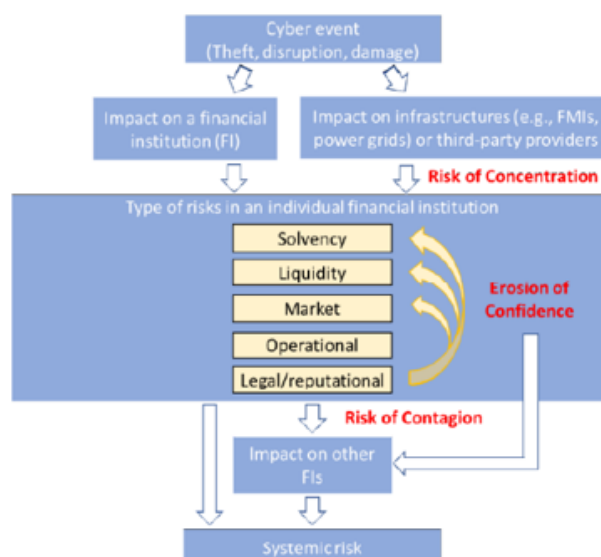 Cyber event
(Theft, disruption, damage)
Impact on a financial
institution (FI)
Impact on infrastructures (e.g., FMIs,
power grids) or third-party providers
Risk of Concentration
Type of risks in an individual financial institution
Solvency
Liquidity
Market
Operational
Legal/reputational
Erosion of
Confidence
Risk of Contagion
Impact on other
FIs
Systemic risk